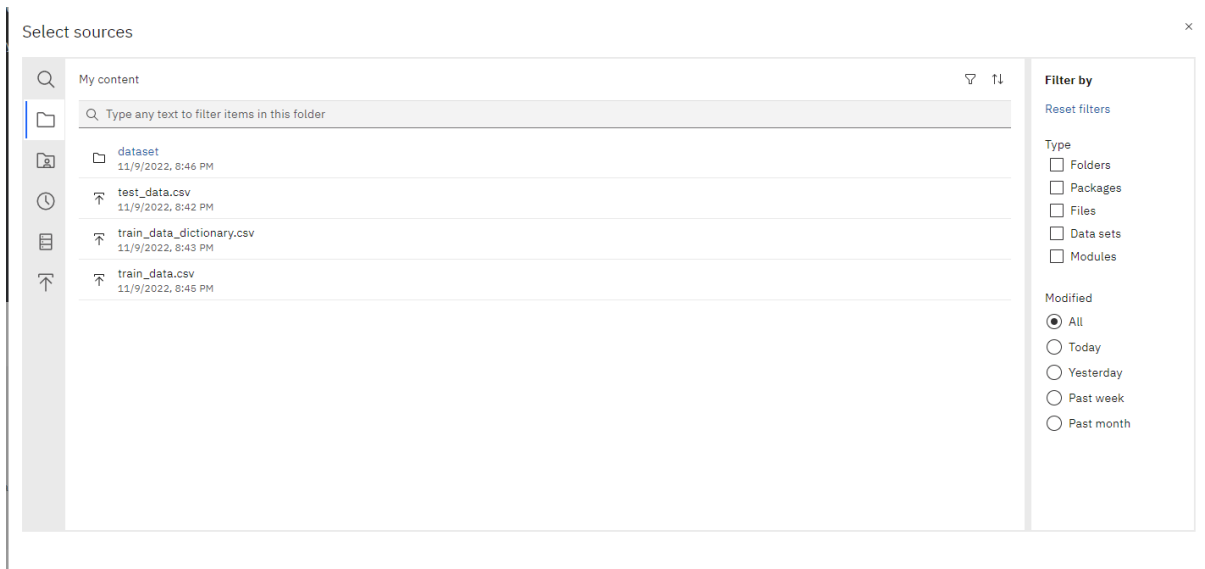 Select sources
My content
Type any text to filter items in this folder
dataset
11/9/2022, 8:46 PM
test_data.csv
11/9/2022, 8:42 PM
train_data_dictionary.csv
11/9/2022, 8:43 PM
train_data.csv
11/9/2022, 8:45 PM
Filter by
Reset filters
Type
Folders
Packages
Files
Data sets
Modules
Modified
All
Today
Yesterday
Past week
Past month